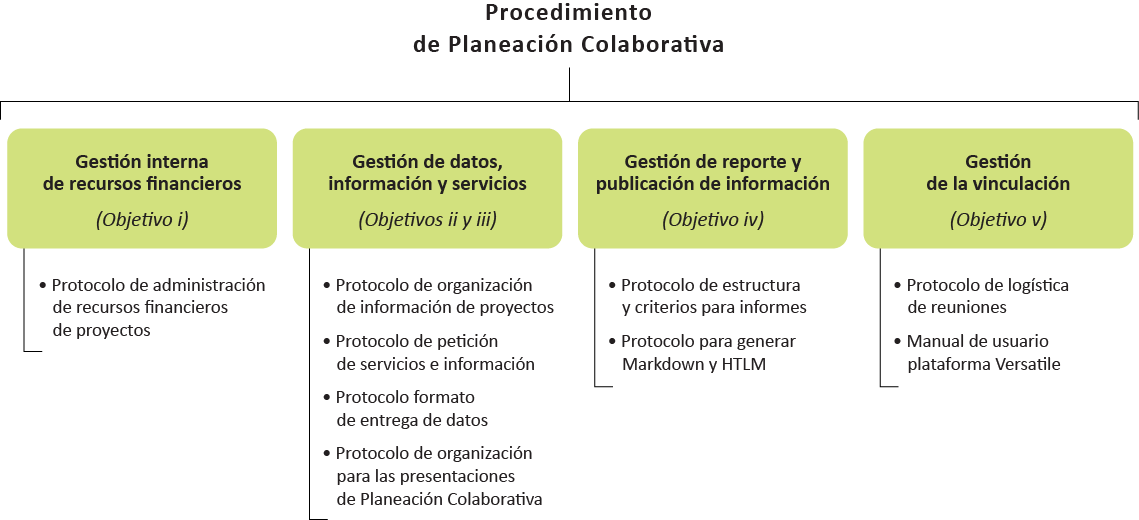 Procedimiento
de Planeación Colaborativa
Gestión interna
de recursos financieros
(Objetivo i)
• Protocolo de administración
de recursos financieros
de proyectos
Gestión de datos,
información y servicios
(Objetivos ii y iii)
• Protocolo de organización
de información de proyectos
• Protocolo de petición
de servicios e información
• Protocolo formato
de entrega de datos
• Protocolo de organización
para las presentaciones
de Planeación Colaborativa
Gestión de reporte y
publicación de información
(Objetivo iv)
• Protocolo de estructura
y criterios para informes
• Protocolo para generar
Markdown y HTLM
Gestión
de la vinculación
(Objetivo v)
• Protocolo de logística
de reuniones
• Manual de usuario
plataforma Versatile